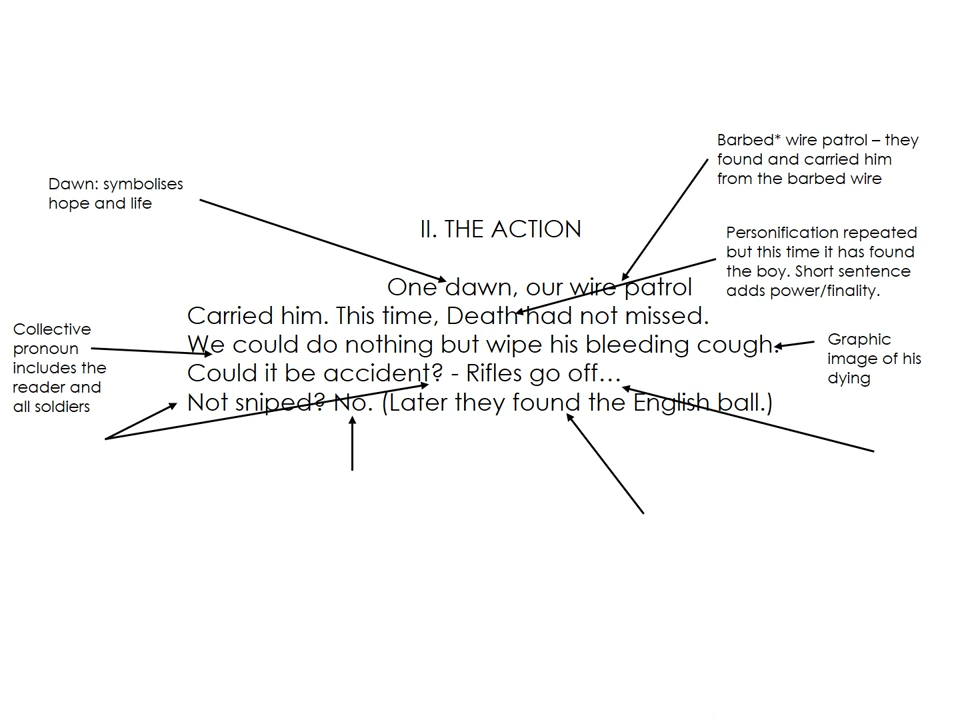 Barbed* wire patrol – they
found and carried him
from the barbed wire
Dawn: symbolises
hope and life
II. THE ACTION
Personification repeated
but this time it has found
the boy. Short sentence
adds power/finality.
One dawn, our wire patrol
Carried him. This time, Death had not missed.
We could do nothing but wipe his bleeding cough.
Could it be accident? - Rifles go off…
Not sniped? No. (Later they found the English ball.)
Collective
pronoun
includes the
reader and
all soldiers
Graphic
image of his
dying